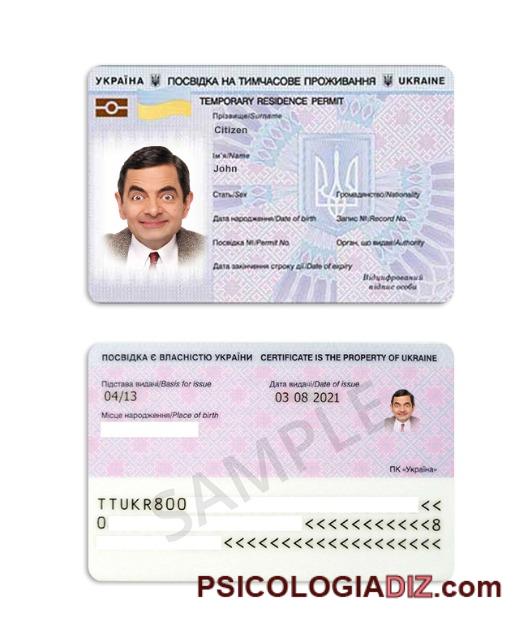 УКРАЇНА ПОСВІДКА НА ТИМЧАСОВЕ ПРОЖИВАННЯ UKRAINE
TEMPORARY RESIDENCE PERMIT
Прізвище/Surname
Citizen
Ім'я/Name
John
Стать/Sex Громадянство/Nationality
Дата народження/Date of birth Запис №/Record No.
Посвідка №/Permit No. Орган, що видав/Authority
Дата закінчення строку дії/Date of expiry
Відцифрований
підпис особи
ПОСВІДКА Є ВЛАСНІСТЮ УКРАЇНИ CERTIFICATE IS THE PROPERTY OF UKRAINE
Підстава видачі/Basis for issue Дата видачі/Date of issue
04/13 03 08 2021
Місце народження/Place of birth
SAMPLE
ПК «Україна»
TTUKR800 <<
0 <<<<<<<<<<<8
<<<<<<<<<<<<<<<<<<<
PSICOLOGIADIZ.com